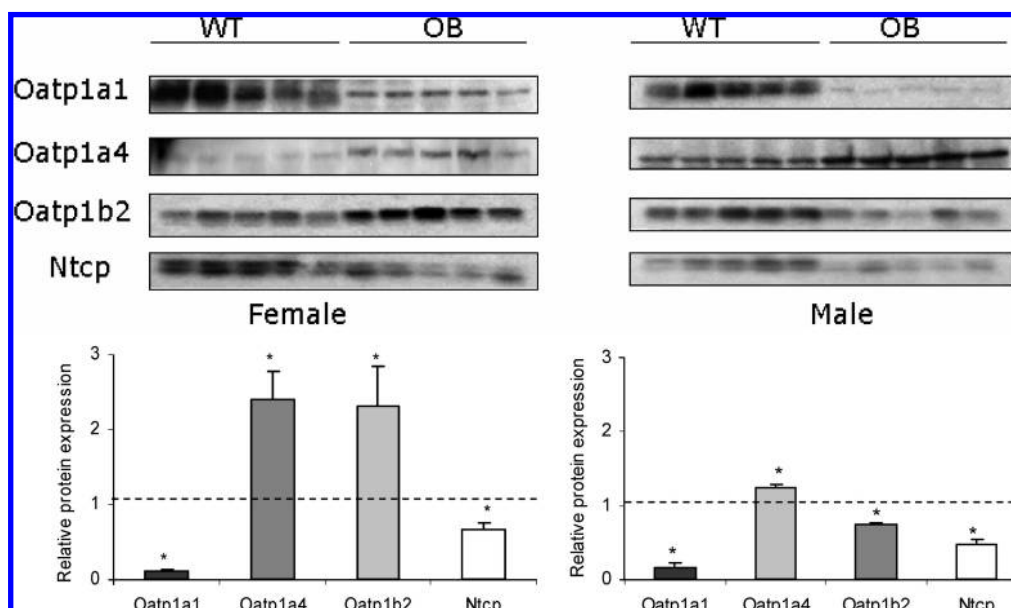 WT OB WT OB
Oatp1a1
Oatp1a4
Oatp1b2
Ntcp
Female Male
Relative protein expression
3
2
1
0
* * * *
Oatp1a1 Oatp1a4 Oatp1b2 Ntcp
Relative protein expression
3
2
1
0
* * * *
Oatp1a1 Oatp1a4 Oatp1b2 Ntcp